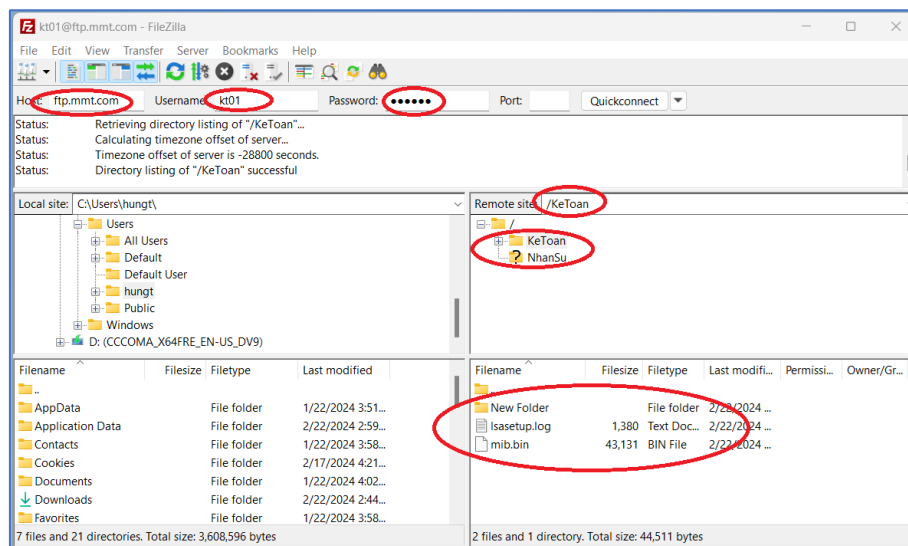 kt01@ftp.mmt.com - FileZilla
File Edit View Transfer Server Bookmarks Help
Host: ftp.mmt.com Username: kt01 Password: •••••• Port: Quickconnect
Status: Retrieving directory listing of "/KeToan"...
Status: Calculating timezone offset of server...
Status: Timezone offset of server is -28800 seconds.
Status: Directory listing of "/KeToan" successful
Local site: C:\Users\hungt\
Users
All Users
Default
Default User
hungt
Public
Windows
D: (CCCOMA_X64FRE_EN-US_DV9)
Remote site: /KeToan
/
KeToan
? NhanSu
Filename Filesize Filetype Last modified
..
AppData File folder 1/22/2024 3:51...
Application Data File folder 2/22/2024 2:59...
Contacts File folder 1/22/2024 3:58...
Cookies File folder 2/17/2024 4:21...
Documents File folder 1/22/2024 4:02...
Downloads File folder 2/22/2024 2:44...
Favorites File folder 1/22/2024 3:58...
7 files and 21 directories. Total size: 3,608,596 bytes
Filename Filesize Filetype Last modifi... Permissi... Owner/Gr...
..
New Folder File folder 2/22/2024 ...
lsasetup.log 1,380 Text Doc... 2/22/2024 ...
mib.bin 43,131 BIN File 2/22/2024 ...
2 files and 1 directory. Total size: 44,511 bytes